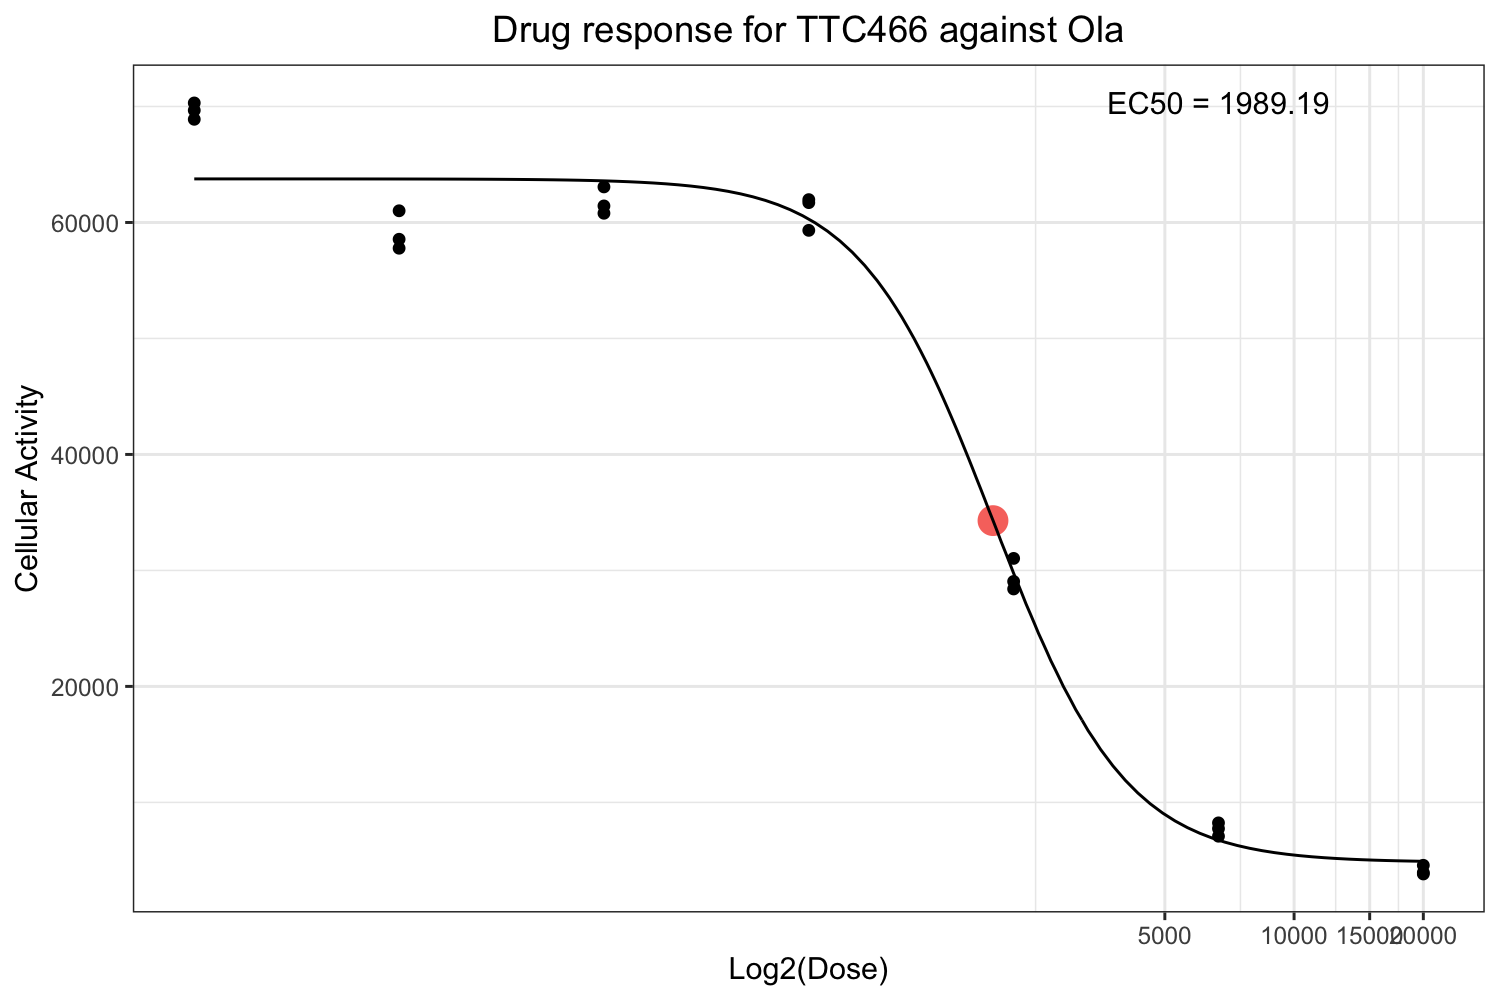 Drug response for TTC466 against Ola
EC50 = 1989.19
60000
40000
20000
Cellular Activity
5000 10000 15000 20000
Log2(Dose)